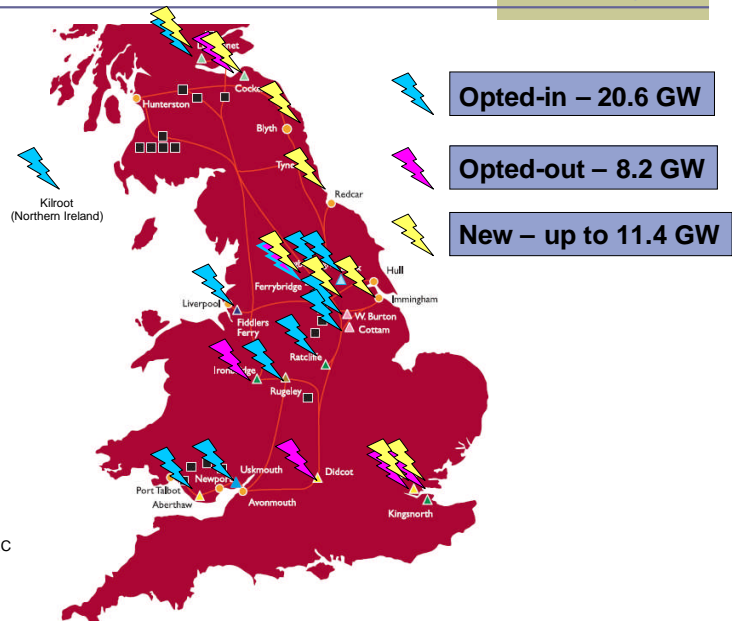 Hunterston
Blyth
Opted-in – 20.6 GW
Opted-out – 8.2 GW
New – up to 11.4 GW
Kilroot
(Northern Ireland)
Redcar
Hull
Ferrybridge
Immingham
Liverpool
Fiddlers
Ferry
W. Burton
Cottam
Ratcliffe
Rugeley
Uskmouth
Didcot
Port Talbot
Aberthaw
Avonmouth
Kingsnorth
C